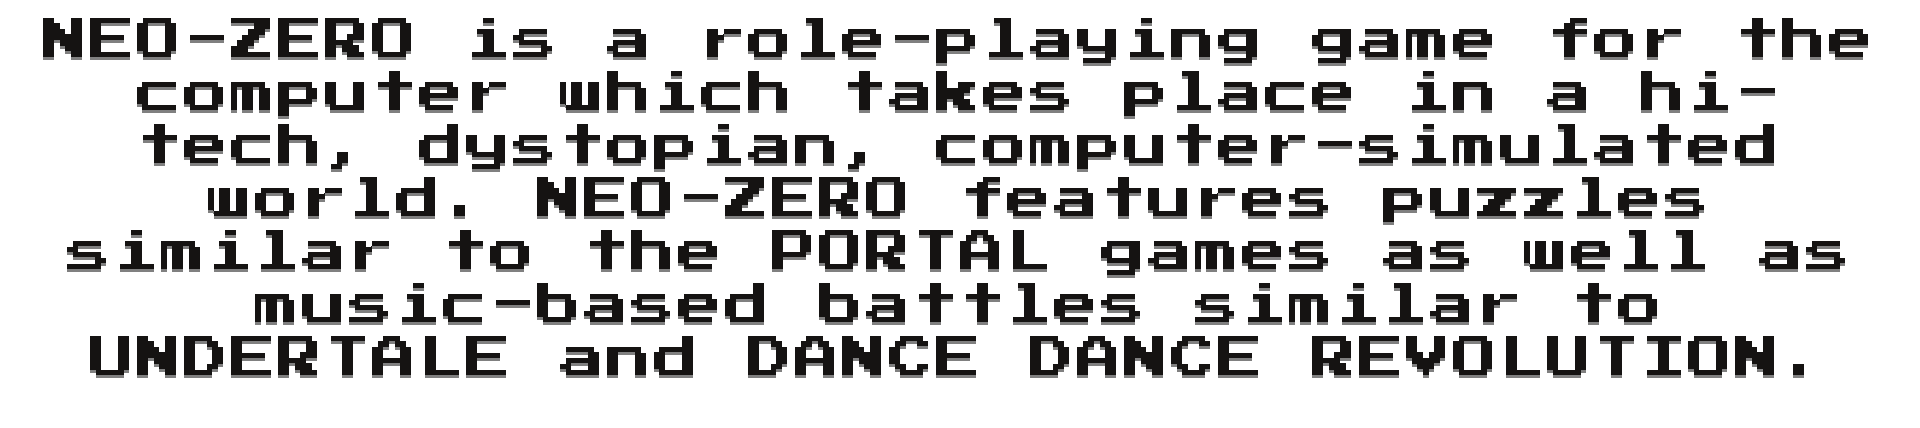 NEO-ZERO is a role-playing game for the
computer which takes place in a hi-
tech, dystopian, computer-simulated
world. NEO-ZERO features puzzles
similar to the PORTAL games as well as
music-based battles similar to
UNDERTALE and DANCE DANCE REVOLUTION.